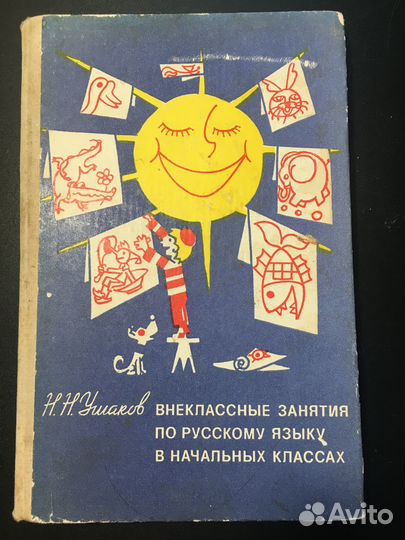 Н. Н. Ушаков ВНЕКЛАССНЫЕ ЗАНЯТИЯ
ПО РУССКОМУ ЯЗЫКУ
В НАЧАЛЬНЫХ КЛАССАХ
Avito